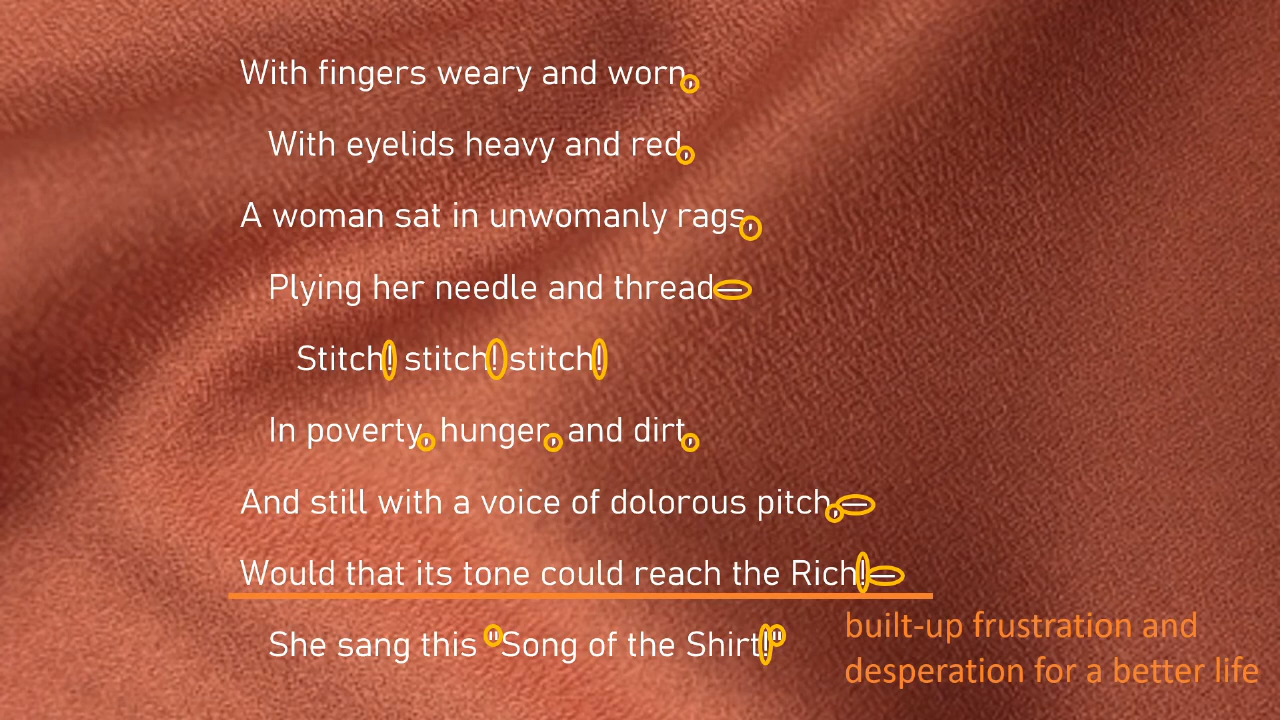 With fingers weary and worn,
With eyelids heavy and red,
A woman sat in unwomanly rags,
Plying her needle and thread—
Stitch! stitch! stitch!
In poverty, hunger, and dirt,
And still with a voice of dolorous pitch,—
Would that its tone could reach the Rich!—
She sang this "Song of the Shirt!"
built-up frustration and
desperation for a better life